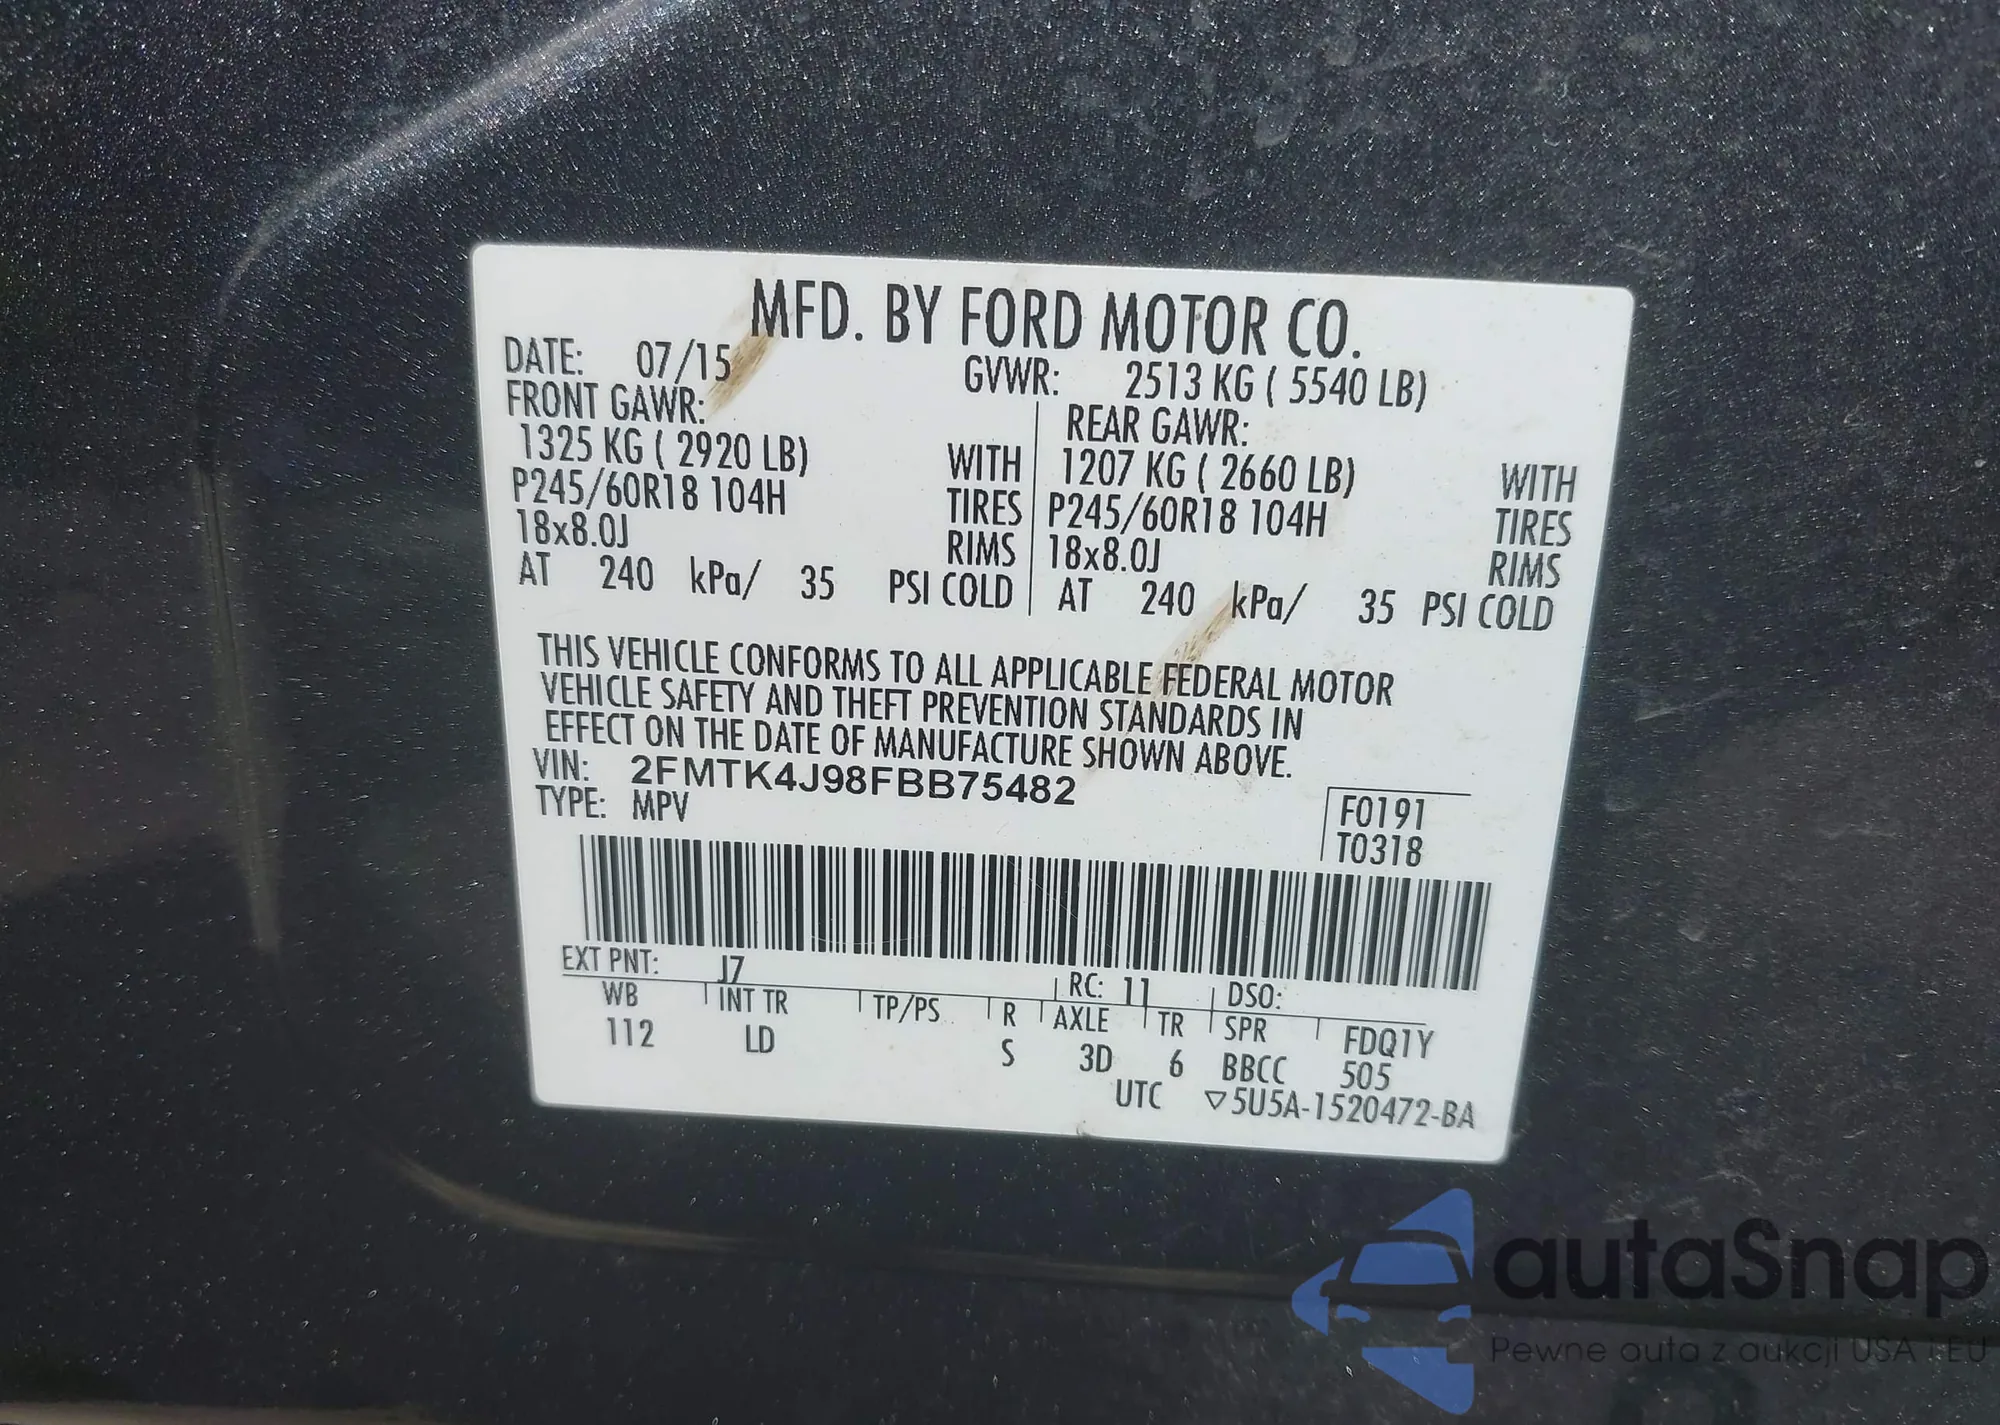 MFD. BY FORD MOTOR CO.
DATE: 07/15 GVWR: 2513 KG ( 5540 LB)
FRONT GAWR: REAR GAWR:
1325 KG ( 2920 LB) WITH 1207 KG ( 2660 LB) WITH
P245/60R18 104H TIRES P245/60R18 104H TIRES
18x8.0J RIMS 18x8.0J RIMS
AT 240 kPa/ 35 PSI COLD AT 240 kPa/ 35 PSI COLD
THIS VEHICLE CONFORMS TO ALL APPLICABLE FEDERAL MOTOR
VEHICLE SAFETY AND THEFT PREVENTION STANDARDS IN
EFFECT ON THE DATE OF MANUFACTURE SHOWN ABOVE.
VIN: 2FMTK4J98FBB75482
TYPE: MPV
F0191
T0318
EXT PNT: J7 RC: 11 DSO:
WB INT TR TP/PS R AXLE TR SPR FDQ1Y
112 LD S 3D 6 BBCC 505
UTC ▽5U5A-1520472-BA
autaSnap
Pewne auta z aukcji USA i EU